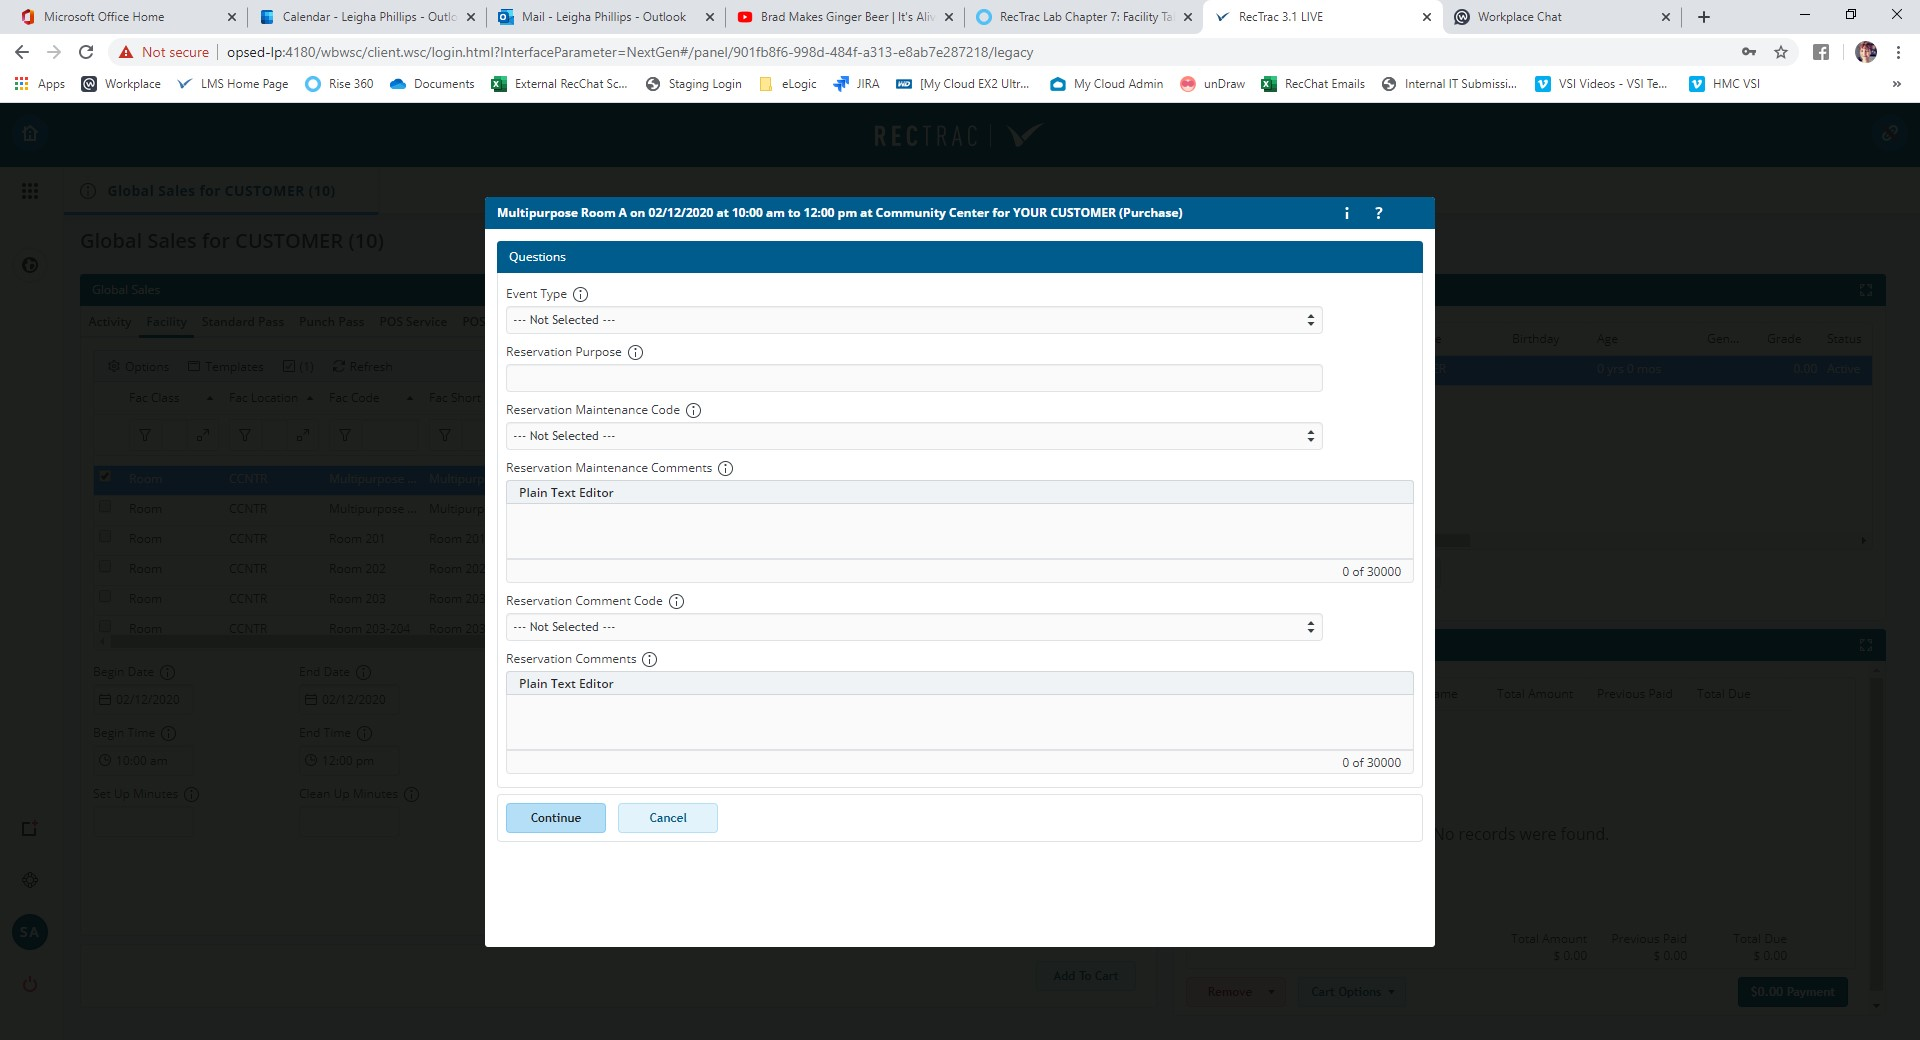 Microsoft Office Home
Calendar - Leigha Phillips - Outlo
Mail - Leigha Phillips - Outlook
Brad Makes Ginger Beer | It's Aliv
RecTrac Lab Chapter 7: Facility Ta
RecTrac 3.1 LIVE
Workplace Chat
Not secure
opsed-lp:4180/wbwsc/client.wsc/login.html?InterfaceParameter=NextGen#/panel/901fb8f6-998d-484f-a313-e8ab7e287218/legacy
Apps
Workplace
LMS Home Page
Rise 360
Documents
External RecChat Sc...
Staging Login
eLogic
JIRA
[My Cloud EX2 Ultr...
My Cloud Admin
unDraw
RecChat Emails
Internal IT Submissi...
VSI Videos - VSI Te...
HMC VSI
RECTRAC
Global Sales for CUSTOMER (10)
Global Sales for CUSTOMER (10)
Global Sales
Activity Facility Standard Pass Punch Pass POS Service POS
Options Templates (1) Refresh
Fac Class Fac Location Fac Code Fac Short
Room CCNTR Multipurpose ... Multipurp
Room CCNTR Multipurpose ... Multipurp
Room CCNTR Room 201 Room 201
Room CCNTR Room 202 Room 202
Room CCNTR Room 203 Room 203
Room CCNTR Room 203-204 Room 203
Begin Date End Date
02/12/2020 02/12/2020
Begin Time End Time
10:00 am 12:00 pm
Set Up Minutes Clean Up Minutes
SA
Multipurpose Room A on 02/12/2020 at 10:00 am to 12:00 pm at Community Center for YOUR CUSTOMER (Purchase)
Questions
Event Type
--- Not Selected ---
Reservation Purpose
Reservation Maintenance Code
--- Not Selected ---
Reservation Maintenance Comments
Plain Text Editor
0 of 30000
Reservation Comment Code
--- Not Selected ---
Reservation Comments
Plain Text Editor
0 of 30000
Continue
Cancel
Birthday Age Gen... Grade Status
ER 0 yrs 0 mos 0.00 Active
ame Total Amount Previous Paid Total Due
No records were found.
Total Amount Previous Paid Total Due
$ 0.00 $ 0.00 $ 0.00
Add To Cart
Remove
Cart Options
$0.00 Payment